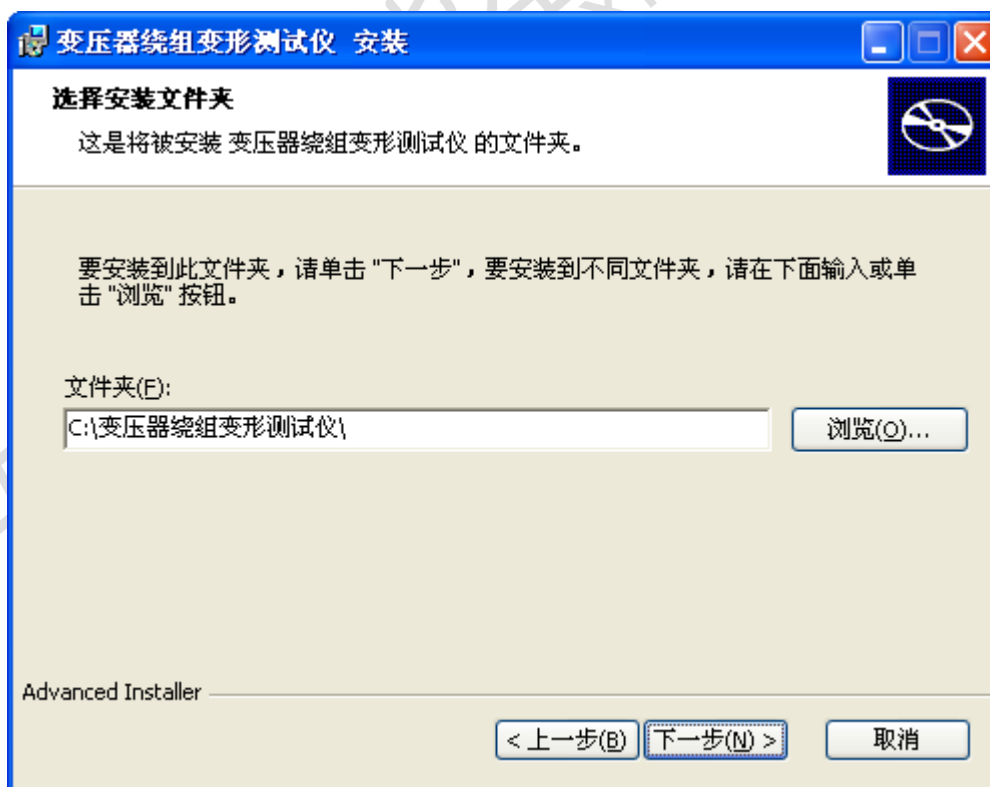 变压器绕组变形测试仪 安装
选择安装文件夹
这是将被安装 变压器绕组变形测试仪 的文件夹。
要安装到此文件夹，请单击 "下一步"，要安装到不同文件夹，请在下面输入或单
击 "浏览" 按钮。
文件夹(F):
C:\变压器绕组变形测试仪\
浏览(O)...
Advanced Installer
< 上一步(B)
下一步(N) >
取消